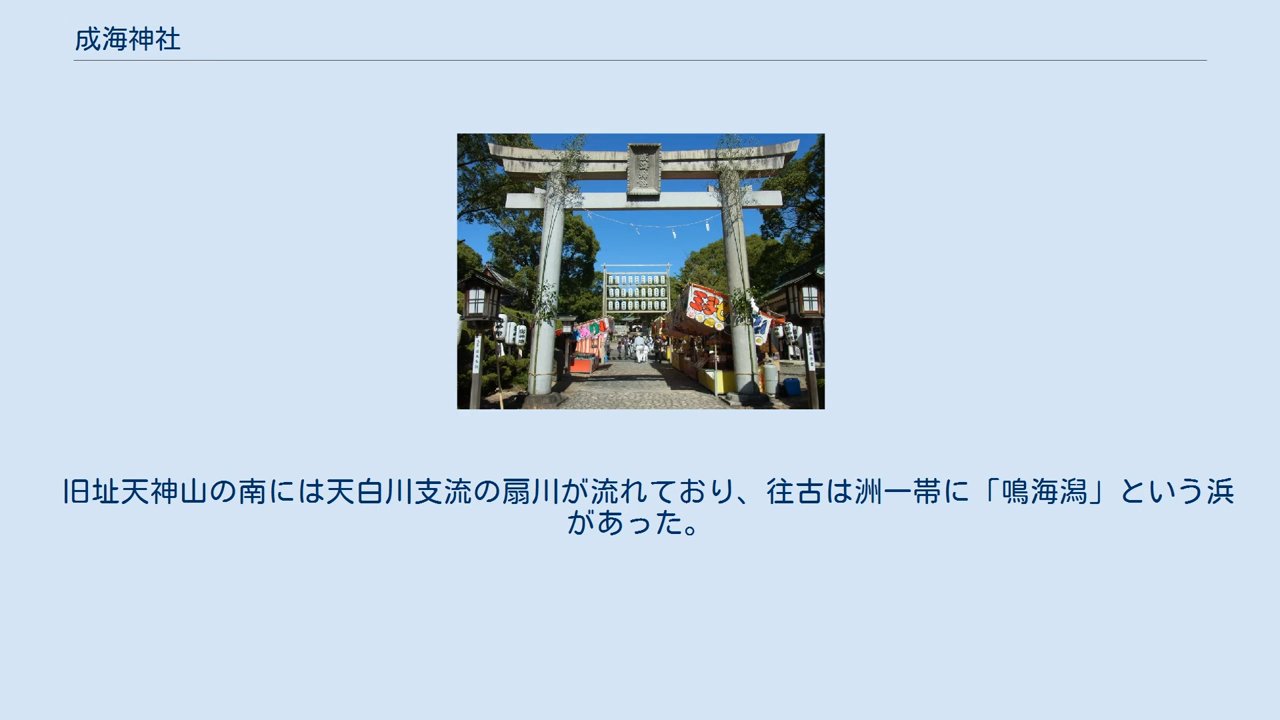 成海神社
旧址天神山の南には天白川支流の扇川が流れており、往古は洲一帯に「鳴海潟」という浜
があった。